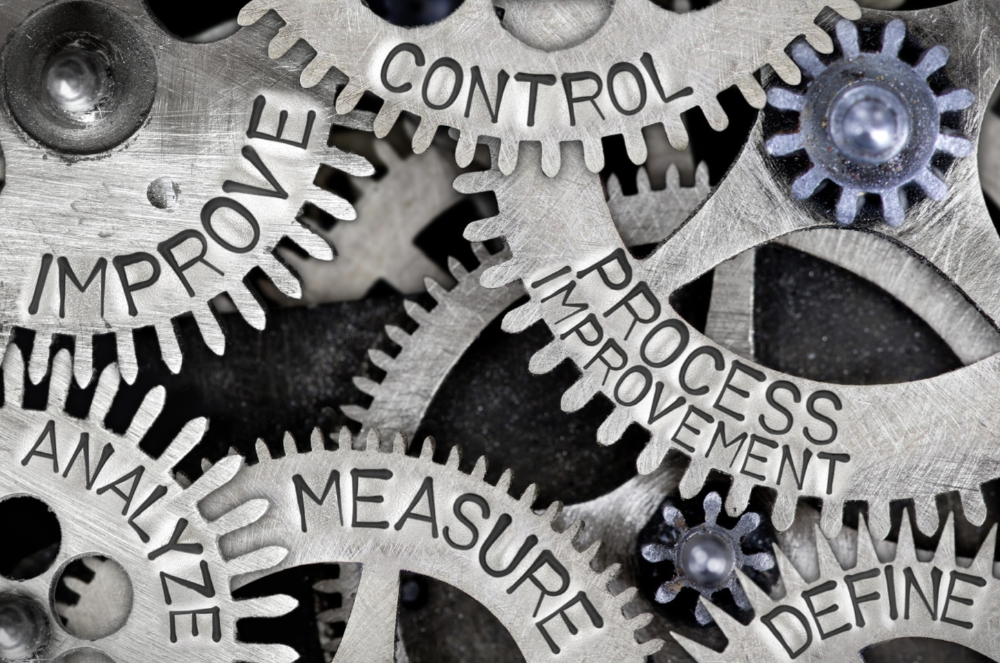 CONTROL
IMPROVE
PROCESS
IMPROVEMENT
ANALYZE
MEASURE
DEFINE